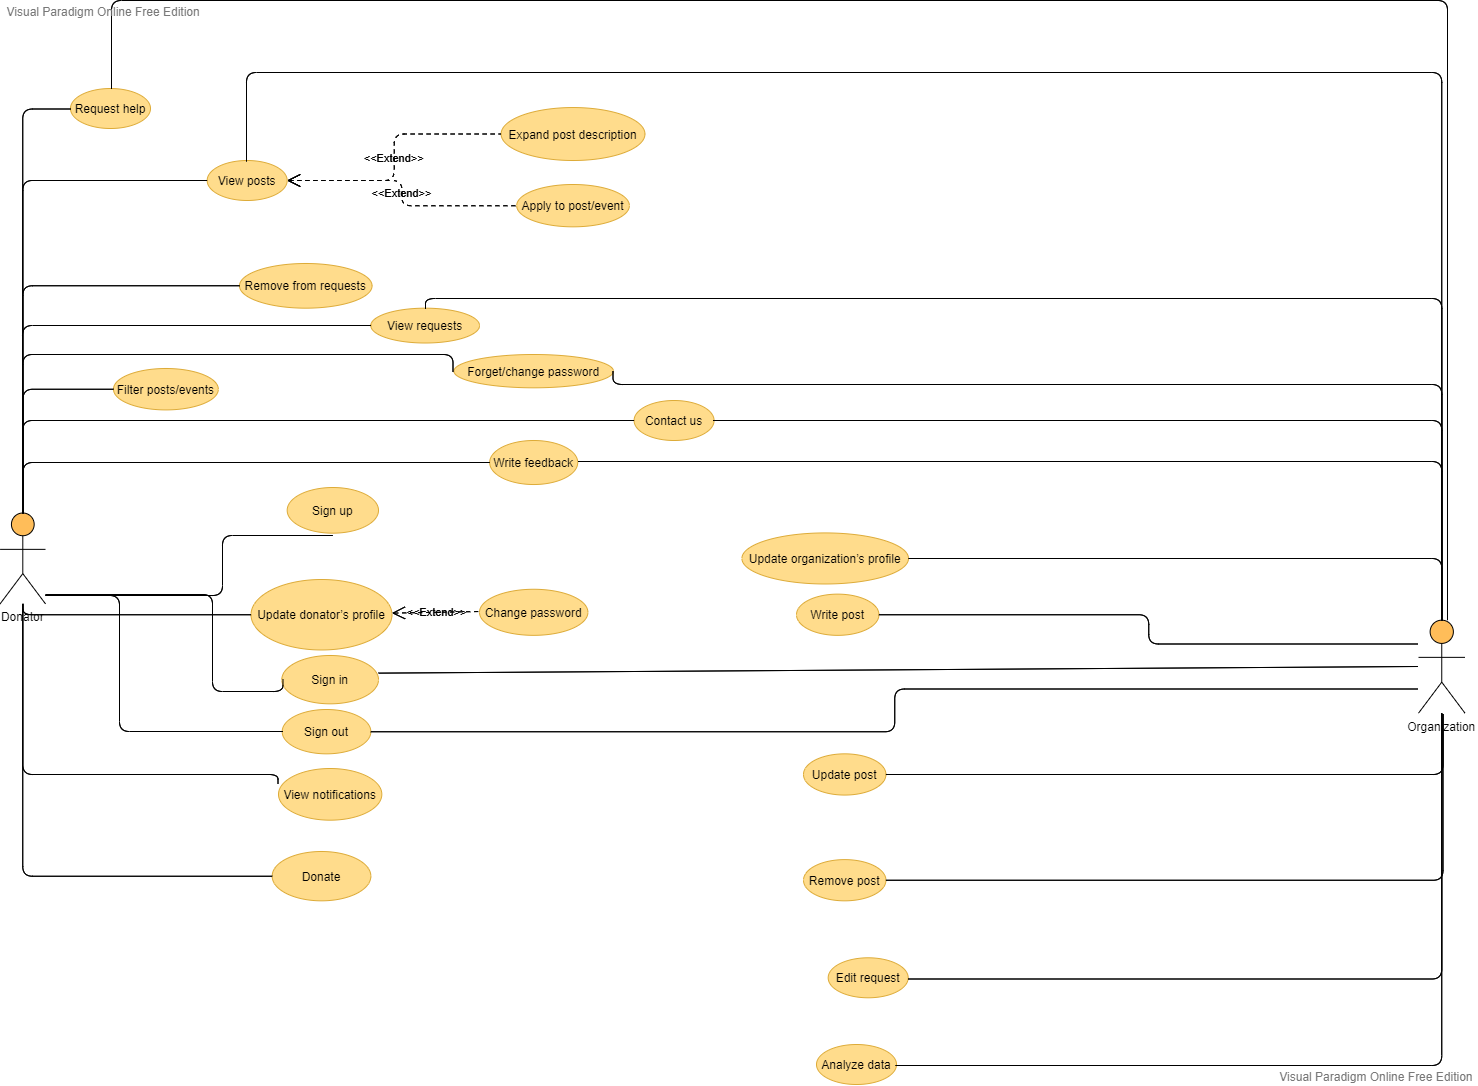 Visual Paradigm Online Free Edition
Request help
Expand post description
<<Extend>>
View posts
<<Extend>>
Apply to post/event
Remove from requests
View requests
Forget/change password
Filter posts/events
Contact us
Write feedback
Sign up
Update organization's profile
Donator
Update donator's profile
<<Extend>>
Change password
Write post
Sign in
Organization
Sign out
Update post
View notifications
Donate
Remove post
Edit request
Analyze data
Visual Paradigm Online Free Edition